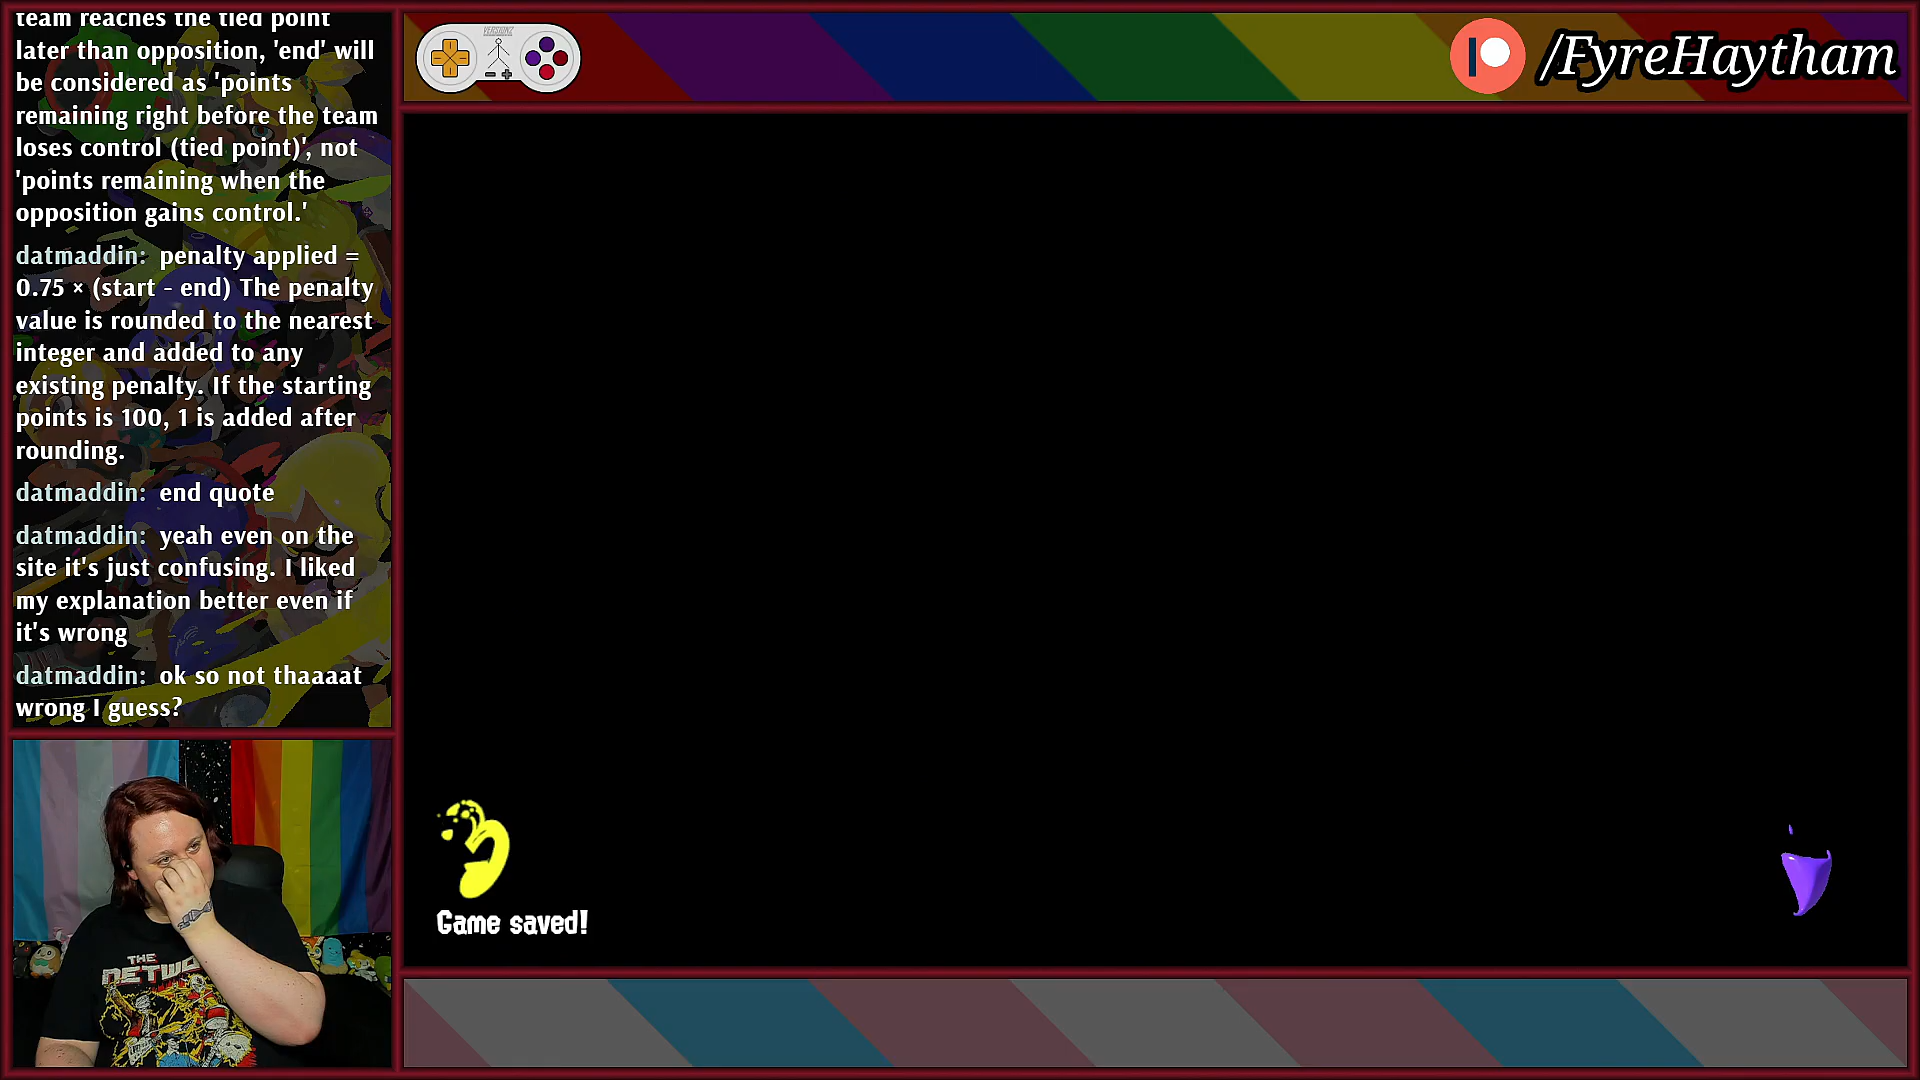 team reaches the tied point
later than opposition, 'end' will
be considered as 'points
remaining right before the team
loses control (tied point)', not
'points remaining when the
opposition gains control.'
datmaddin: penalty applied =
0.75 × (start - end) The penalty
value is rounded to the nearest
integer and added to any
existing penalty. If the starting
points is 100, 1 is added after
rounding.
datmaddin: end quote
datmaddin: yeah even on the
site it's just confusing. I liked
my explanation better even if
it's wrong
datmaddin: ok so not thaaaat
wrong I guess?
/FyreHaytham
Game saved!
THE